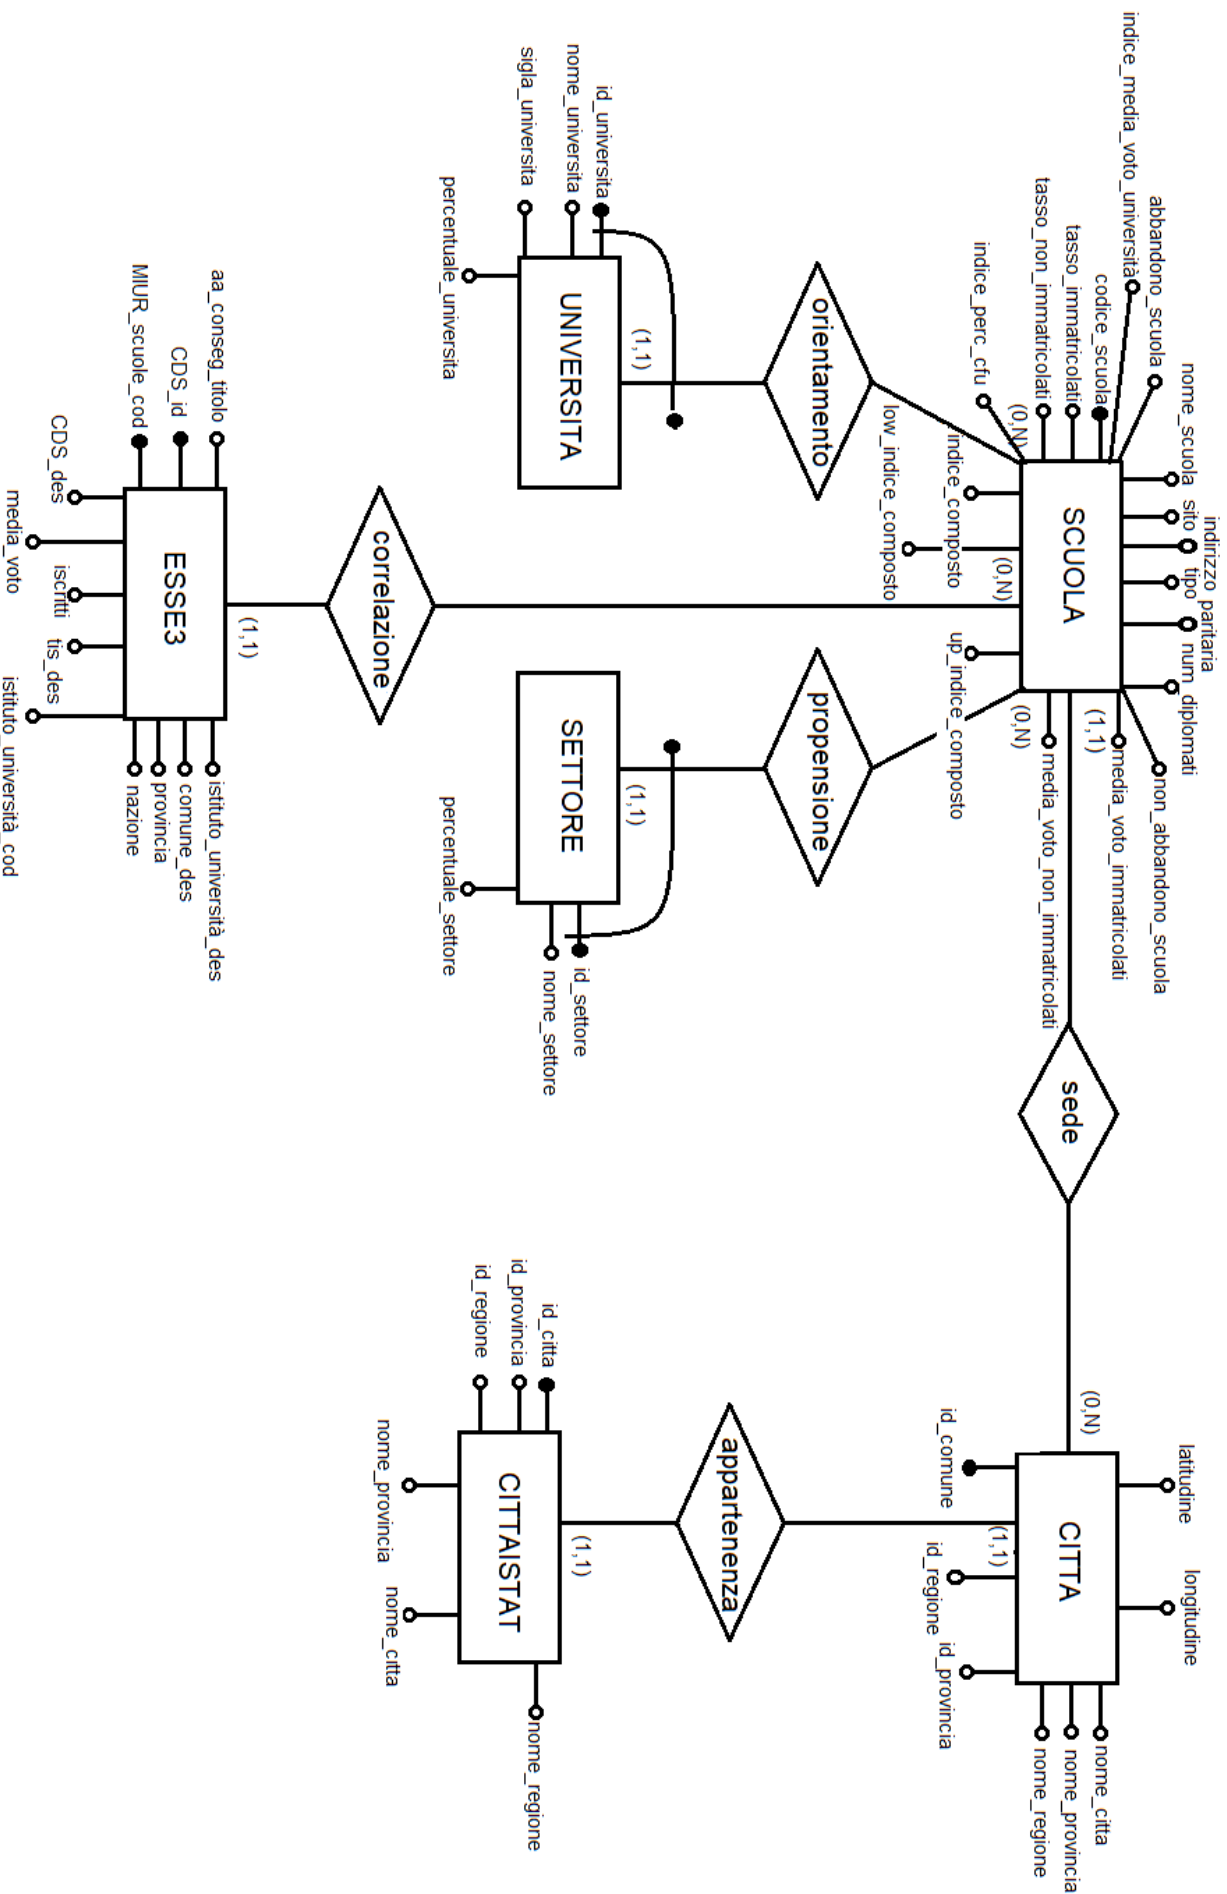 nome_scuola
sito
indirizzo
tipo
paritaria
num_diplomati
abbandono_scuola
indice_media_voto_università
codice_scuola
tasso_immatricolati
tasso_non_immatricolati
indice_perc_cfu
(0,N)
SCUOLA
non_abbandono_scuola
media_voto_immatricolati
(1,1)
media_voto_non_immatricolati
(0,N)
indice_composto
(0,N)
low_indice_composto
up_indice_composto
sede
latitudine
longitudine
(0,N)
CITTA
nome_citta
nome_provincia
nome_regione
id_comune
(1,1)
id_regione
id_provincia
orientamento
propensione
appartenenza
id_universita
nome_universita
sigla_universita
(1,1)
UNIVERSITA
percentuale_universita
(1,1)
SETTORE
id_settore
nome_settore
percentuale_settore
id_citta
id_provincia
id_regione
(1,1)
CITTAISTAT
nome_regione
nome_provincia
nome_citta
correlazione
aa_conseg_titolo
CDS_id
MIUR_scuole_cod
(1,1)
ESSE3
istituto_università_des
comune_des
provincia
nazione
CDS_des
media_voto
iscritti
tis_des
istituto_università_cod